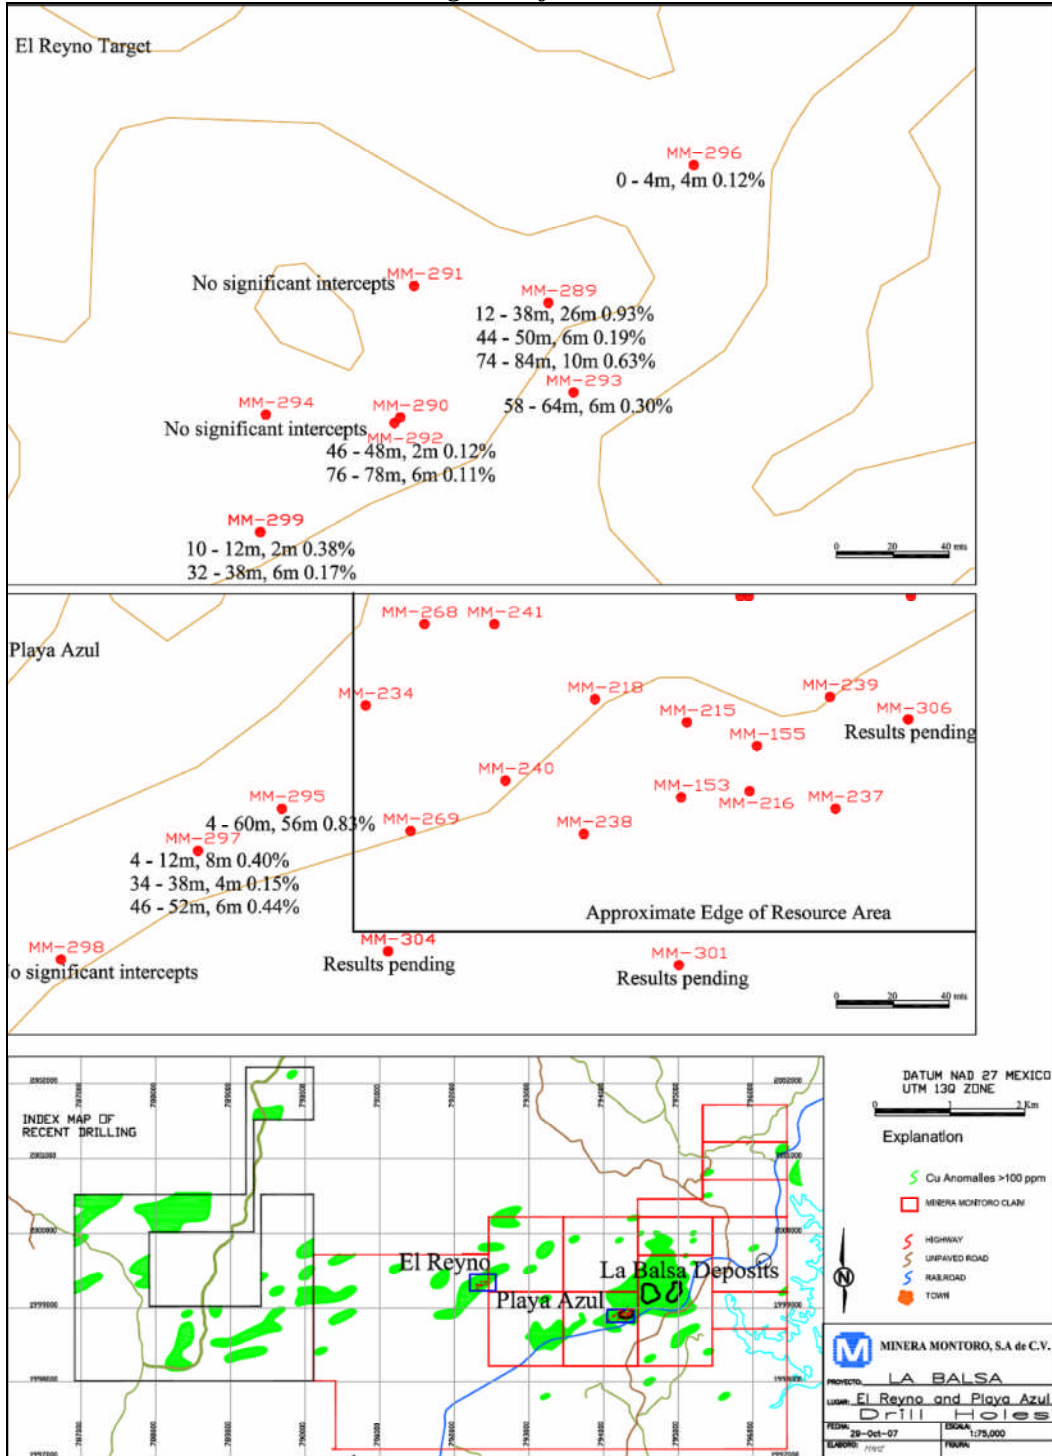 El Reyno Target
MM-296
0 - 4m, 4m 0.12%
MM-291
No significant intercepts
MM-289
12 - 38m, 26m 0.93%
44 - 50m, 6m 0.19%
74 - 84m, 10m 0.63%
MM-293
58 - 64m, 6m 0.30%
MM-294
No significant intercepts
MM-290
MM-292
46 - 48m, 2m 0.12%
76 - 78m, 6m 0.11%
MM-299
10 - 12m, 2m 0.38%
32 - 38m, 6m 0.17%
0 20 40 mts
Playa Azul
MM-268 MM-241
MM-234
MM-218
MM-239
MM-215
MM-306
Results pending
MM-155
MM-240
MM-295
4 - 60m, 56m 0.83%
MM-153
MM-216
MM-237
MM-269
MM-238
MM-297
4 - 12m, 8m 0.40%
34 - 38m, 4m 0.15%
46 - 52m, 6m 0.44%
Approximate Edge of Resource Area
MM-298
o significant intercepts
MM-304
Results pending
MM-301
Results pending
0 20 40 mts
INDEX MAP OF
RECENT DRILLING
El Reyno
La Balsa Deposits
Playa Azul
DATUM NAD 27 MEXICO
UTM 13Q ZONE
0 1 2 Km
Explanation
Cu Anomalies >100 ppm
MINERA MONTORO CLAIM
HIGHWAY
UNPAVED ROAD
RAILROAD
TOWN
N
M
MINERA MONTORO, S.A de C.V.
PROYECTO: LA BALSA
LUGAR: El Reyno and Playa Azul
Drill Holes
FECHA: 29-Oct-07
ESCALA: 1:75,000
ELABORO:
FIGURA: